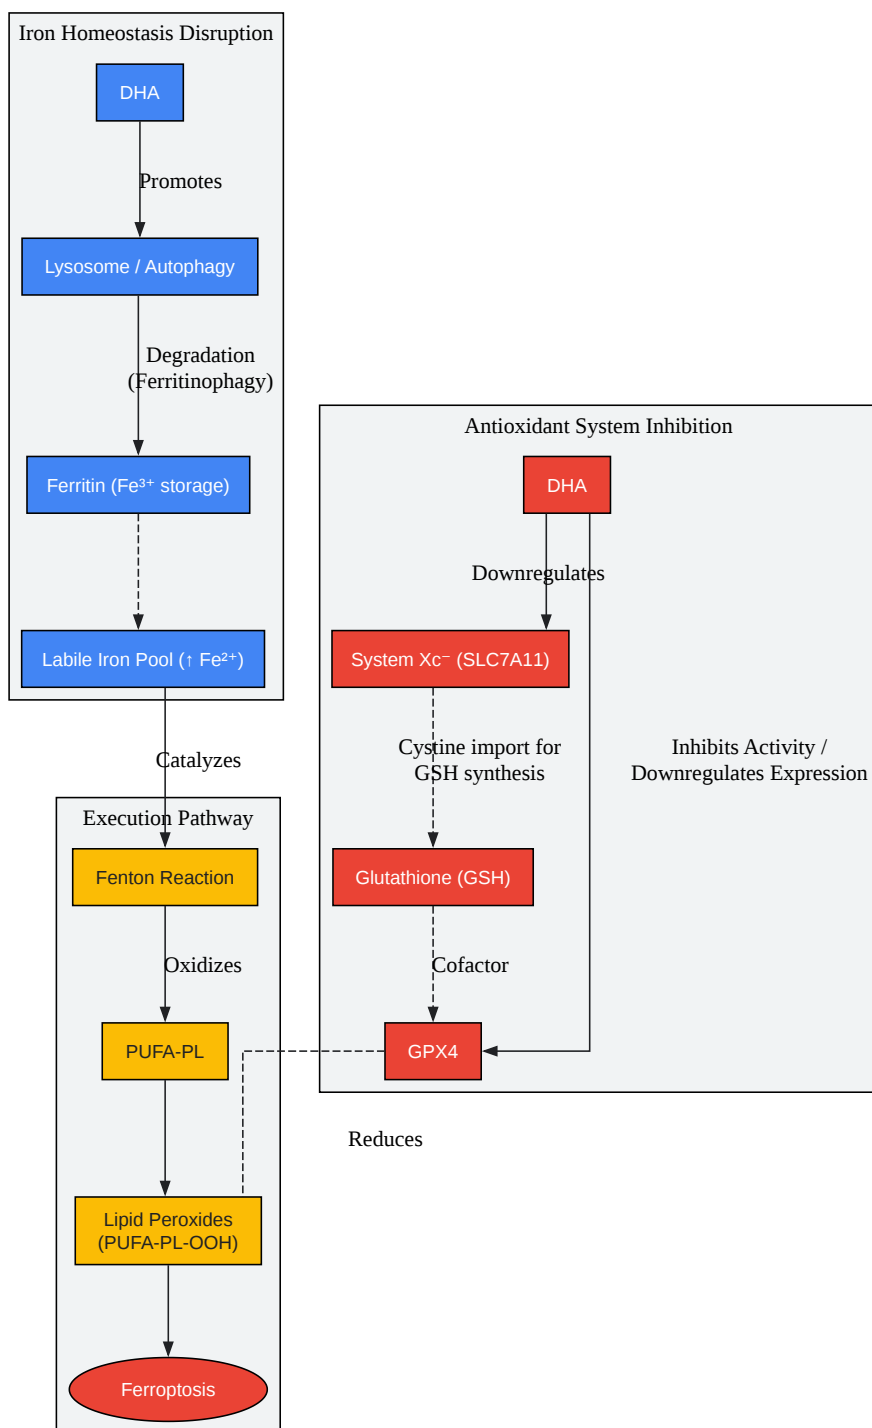 Iron Homeostasis Disruption
DHA
Promotes
Lysosome / Autophagy
Degradation
(Ferritinophagy)
Ferritin (Fe³⁺ storage)
Labile Iron Pool (↑ Fe²⁺)
Catalyzes
Execution Pathway
Fenton Reaction
Oxidizes
PUFA-PL
Lipid Peroxides
(PUFA-PL-OOH)
Ferroptosis
Antioxidant System Inhibition
DHA
Downregulates
System Xc⁻ (SLC7A11)
Cystine import for
GSH synthesis
Inhibits Activity /
Downregulates Expression
Glutathione (GSH)
Cofactor
GPX4
Reduces